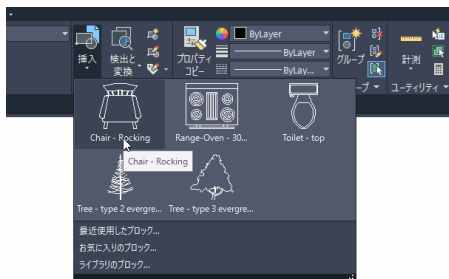 ByLayer
挿入
検出と
変換
プロパティ
コピー
ByLayer
ByLay...
グループ
計測
ープ
ユーティリティ
Chair - Rocking
Range-Oven - 30...
Toilet - top
Chair - Rocking
Tree - type 2 evergre...
Tree - type 3 evergre...
最近使用したブロック...
お気に入りのブロック...
ライブラリのブロック...